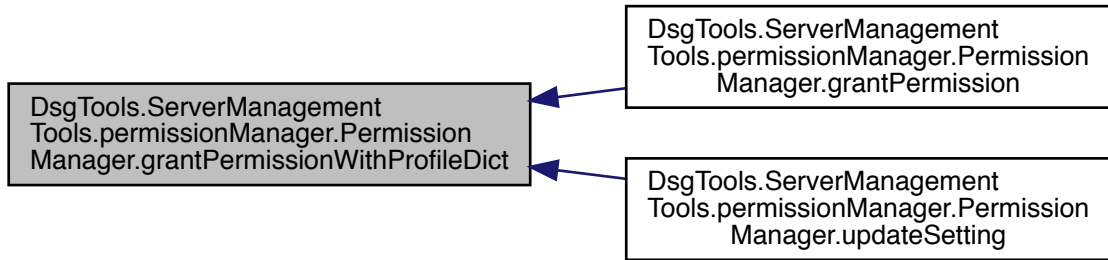 DsgTools.ServerManagement
Tools.permissionManager.Permission
Manager.grantPermissionWithProfileDict
DsgTools.ServerManagement
Tools.permissionManager.Permission
Manager.grantPermission
DsgTools.ServerManagement
Tools.permissionManager.Permission
Manager.updateSetting